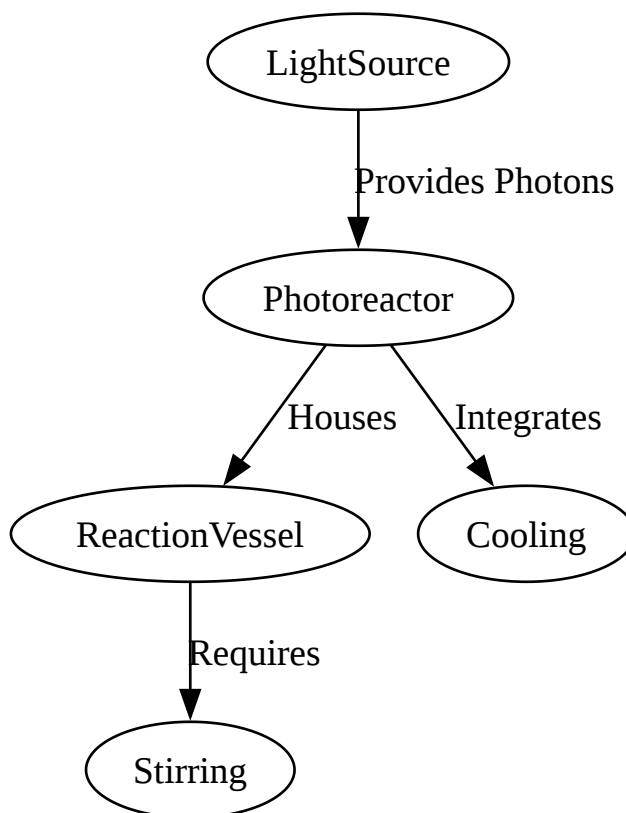 LightSource
Provides Photons
Photoreactor
Houses
Integrates
ReactionVessel
Cooling
Requires
Stirring